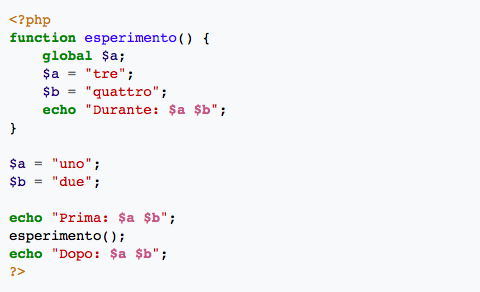 <?php
function esperimento() {
    global $a;
    $a = "tre";
    $b = "quattro";
    echo "Durante: $a $b";
}
$a = "uno";
$b = "due";
echo "Prima: $a $b";
esperimento();
echo "Dopo: $a $b";
?>